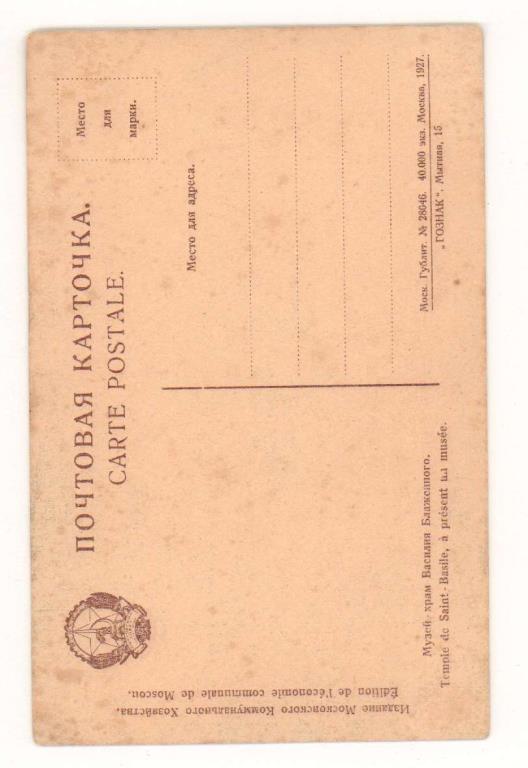 ПОЧТОВАЯ КАРТОЧКА.
CARTE POSTALE.
Место
для
марки.
Место для адреса.
Издание Московского Коммунального Хозяйства.
Édition de l'économie communale de Moscou.
Музей-храм Василия Блаженного.
Temple de Saint-Basile, à présent un musée.
Моск. Гублит. № 28046. 40.000 экз. Москва, 1927.
„ГОЗНАК“. Мытная, 15